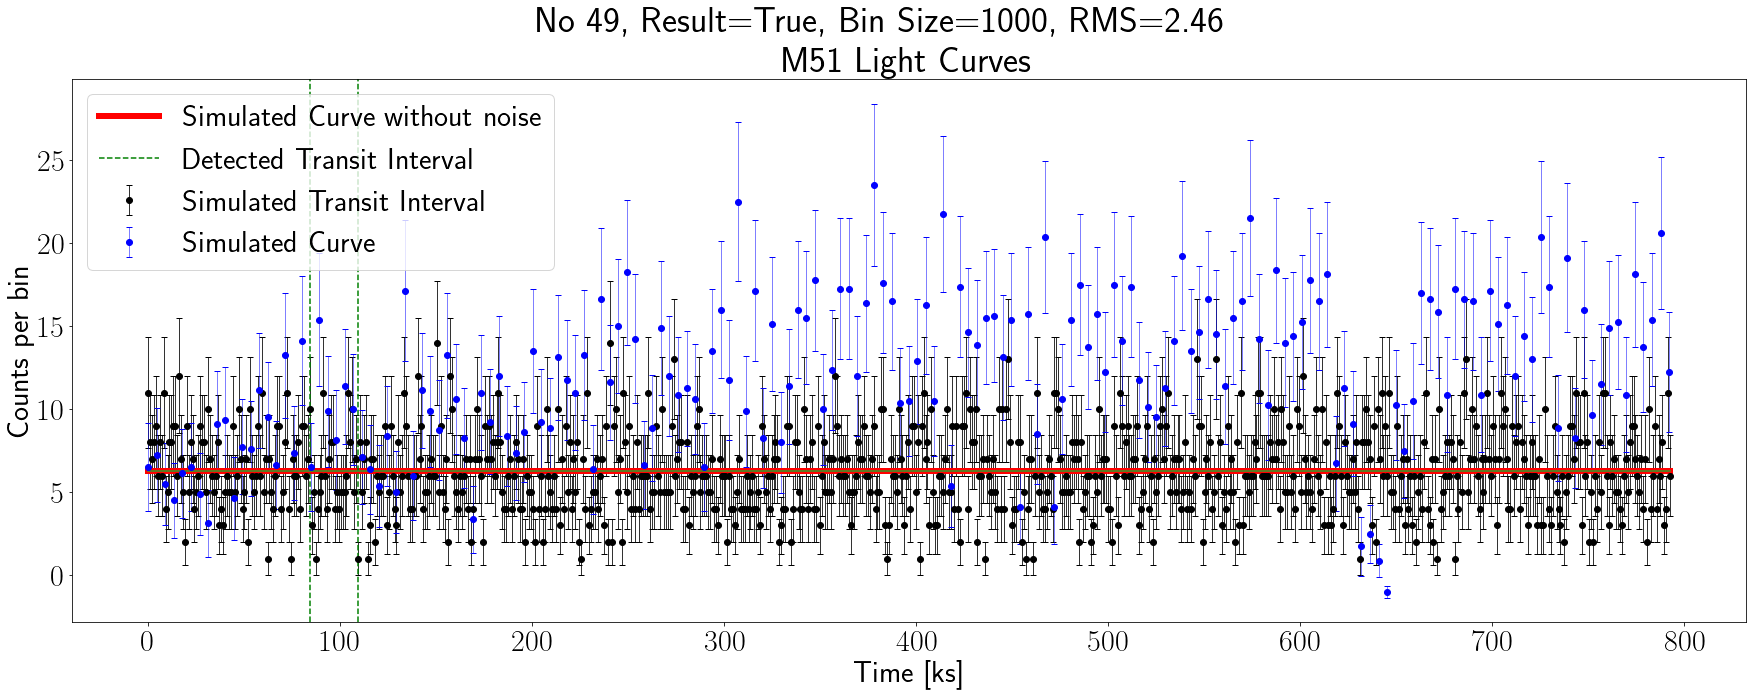 No 49, Result=True, Bin Size=1000, RMS=2.46
M51 Light Curves
Simulated Curve without noise
Detected Transit Interval
Simulated Transit Interval
Simulated Curve
Counts per bin
25
20
15
10
5
0
0 100 200 300 400 500 600 700 800
Time [ks]